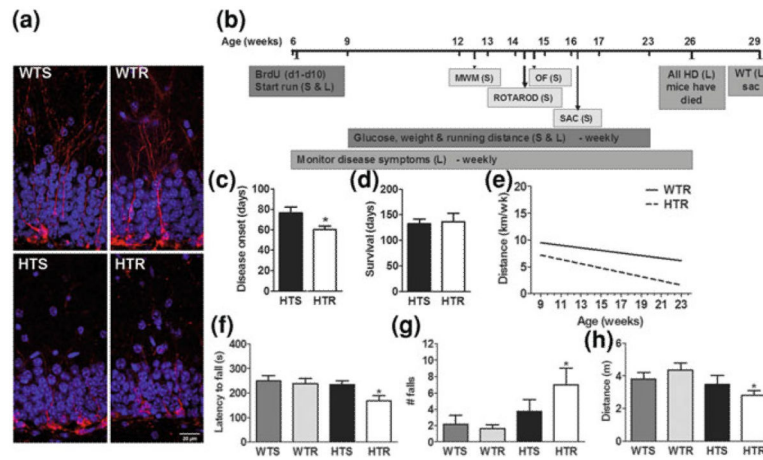 (a)
WTS WTR
HTS HTR
20 μm
(b)
Age (weeks) 6 9 12 13 14 15 16 17 23 26 29
BrdU (d1-d10)
Start run (S & L)
MWM (S)
OF (S)
ROTAROD (S)
SAC (S)
All HD (L)
mice have
died
WT (L)
sac
Glucose, weight & running distance (S & L) - weekly
Monitor disease symptoms (L) - weekly
(c)
Disease onset (days)
100
80
60
40
20
0
*
HTS HTR
(d)
Survival (days)
200
150
100
50
0
HTS HTR
(e)
WTR
HTR
Distance (km/wk)
20
15
10
5
0
9 11 13 15 17 19 21 23
Age (weeks)
(f)
Latency to fall (s)
400
300
200
100
0
*
WTS WTR HTS HTR
(g)
# falls
12
10
8
6
4
2
0
*
WTS WTR HTS HTR
(h)
Distance (m)
6
4
2
0
*
WTS WTR HTS HTR